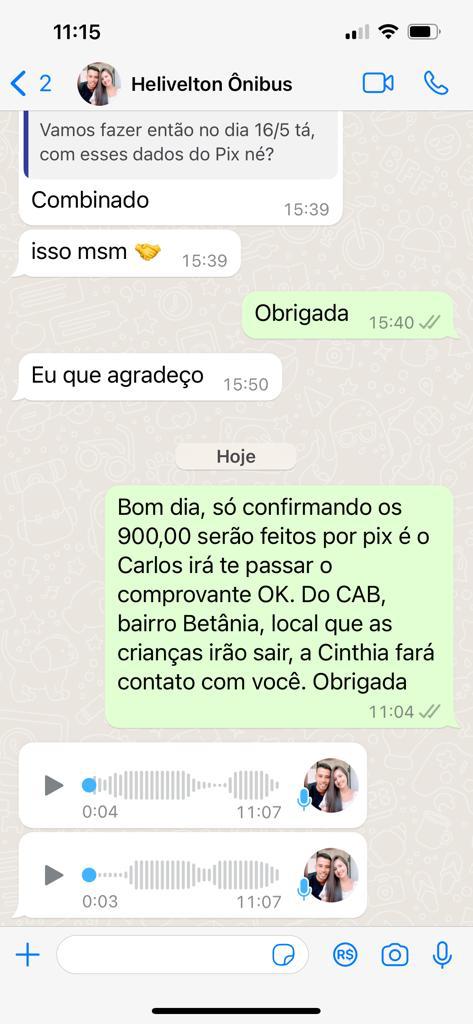 11:15
2
Helivelton Ônibus
Vamos fazer então no dia 16/5 tá,
com esses dados do Pix né?
Combinado
15:39
isso msm 🤝
15:39
Obrigada
15:40
Eu que agradeço
15:50
Hoje
Bom dia, só confirmando os
900,00 serão feitos por pix é o
Carlos irá te passar o
comprovante OK. Do CAB,
bairro Betânia, local que as
crianças irão sair, a Cinthia fará
contato com você. Obrigada
11:04
0:04
11:07
0:03
11:07
R$